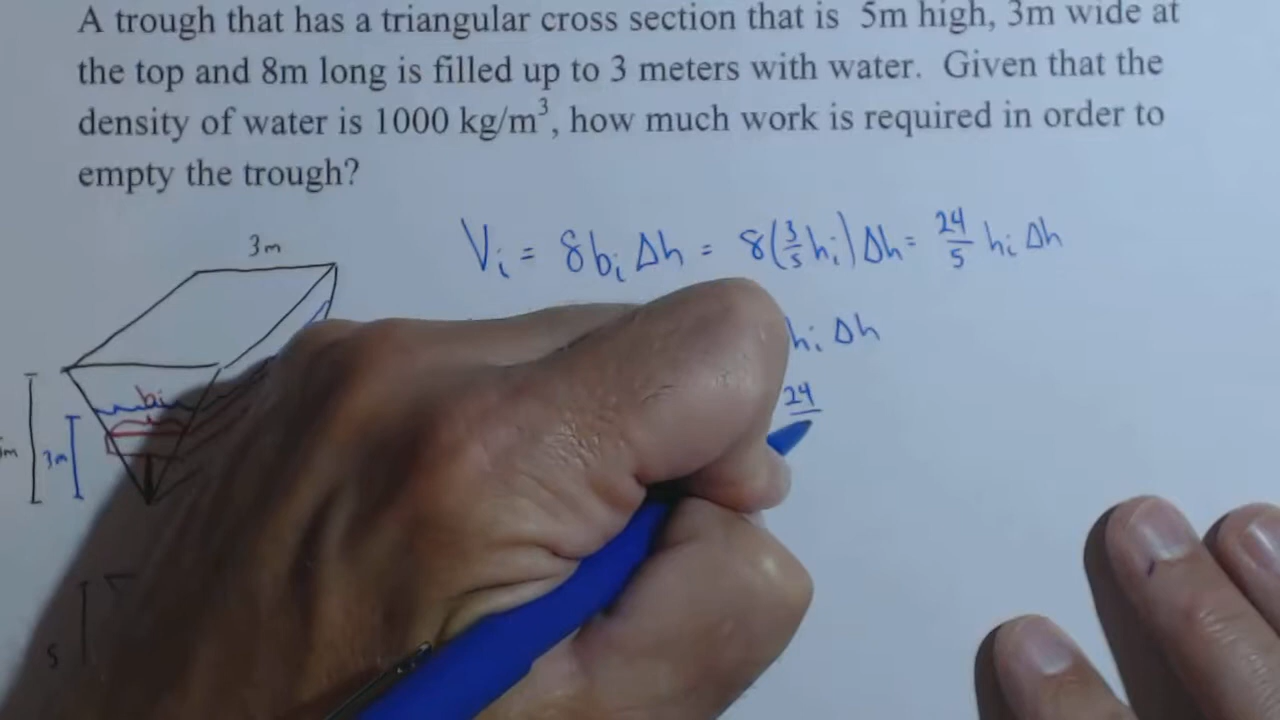 A trough that has a triangular cross section that is 5m high, 3m wide at
the top and 8m long is filled up to 3 meters with water. Given that the
density of water is 1000 kg/m³, how much work is required in order to
empty the trough?
3m
Vᵢ = 8bᵢ Δh = 8(3/5 hᵢ) Δh = 24/5 hᵢ Δh
hᵢ Δh
24
bᵢ
3m
m
5